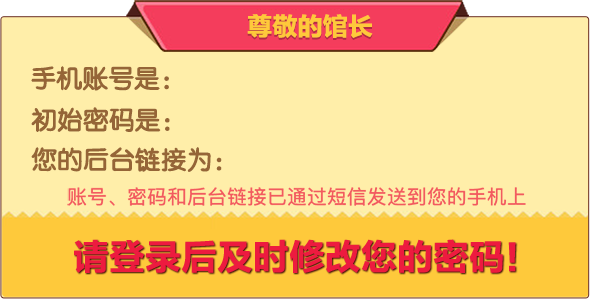 尊敬的馆长
手机账号是：
初始密码是：
您的后台链接为：
账号、密码和后台链接已通过短信发送到您的手机上
请登录后及时修改您的密码！